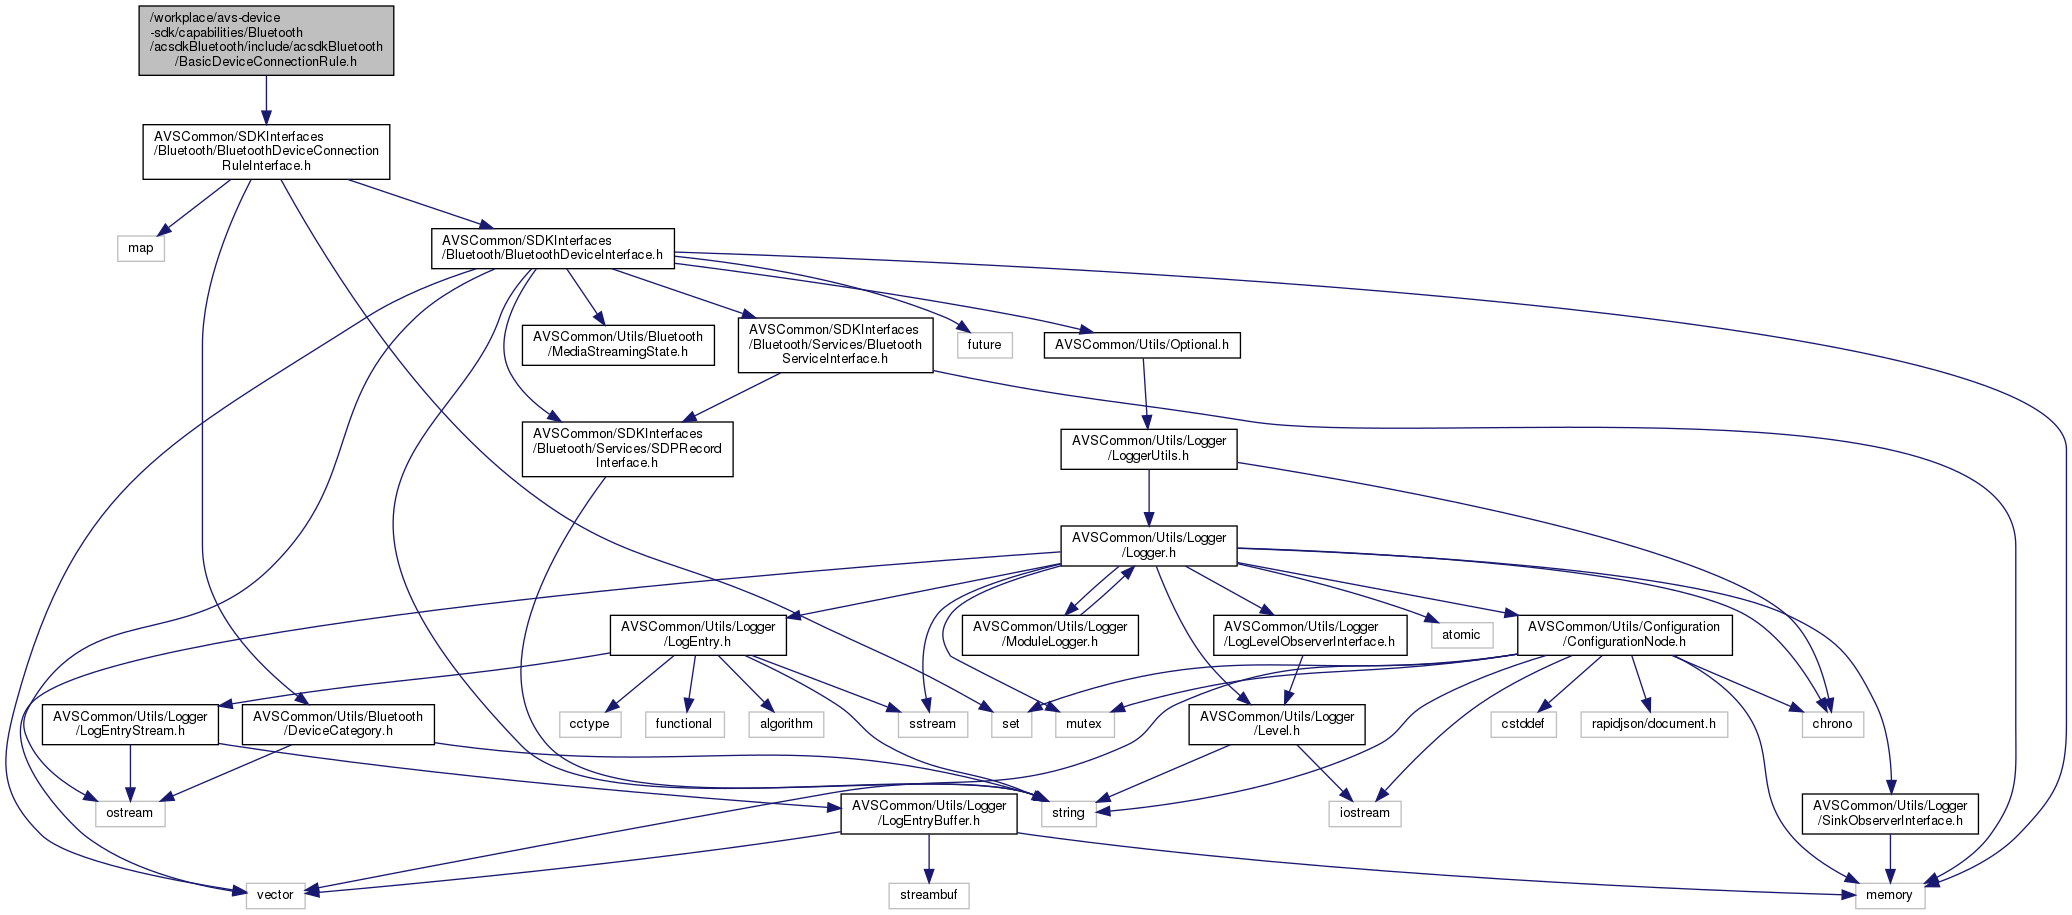 /workplace/avs-device
-sdk/capabilities/Bluetooth
/acsdkBluetooth/include/acsdkBluetooth
/BasicDeviceConnectionRule.h
AVSCommon/SDKInterfaces
/Bluetooth/BluetoothDeviceConnection
RuleInterface.h
map
AVSCommon/SDKInterfaces
/Bluetooth/BluetoothDeviceInterface.h
AVSCommon/Utils/Bluetooth
/MediaStreamingState.h
AVSCommon/SDKInterfaces
/Bluetooth/Services/Bluetooth
ServiceInterface.h
future
AVSCommon/Utils/Optional.h
AVSCommon/SDKInterfaces
/Bluetooth/Services/SDPRecord
Interface.h
AVSCommon/Utils/Logger
/LoggerUtils.h
AVSCommon/Utils/Logger
/Logger.h
AVSCommon/Utils/Logger
/LogEntry.h
AVSCommon/Utils/Logger
/ModuleLogger.h
AVSCommon/Utils/Logger
/LogLevelObserverInterface.h
atomic
AVSCommon/Utils/Configuration
/ConfigurationNode.h
AVSCommon/Utils/Logger
/LogEntryStream.h
AVSCommon/Utils/Bluetooth
/DeviceCategory.h
cctype
functional
algorithm
sstream
set
mutex
AVSCommon/Utils/Logger
/Level.h
cstddef
rapidjson/document.h
chrono
ostream
AVSCommon/Utils/Logger
/LogEntryBuffer.h
string
iostream
AVSCommon/Utils/Logger
/SinkObserverInterface.h
vector
streambuf
memory